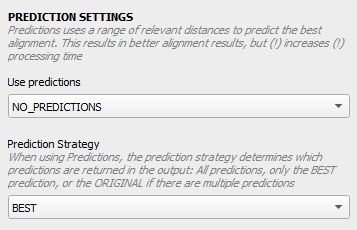 PREDICTION SETTINGS
Predictions uses a range of relevant distances to predict the best
alignment. This results in better alignment results, but (!) increases (!)
processing time
Use predictions
NO_PREDICTIONS
Prediction Strategy
When using Predictions, the prediction strategy determines which
predictions are returned in the output: All predictions, only the BEST
prediction, or the ORIGINAL if there are multiple predictions
BEST